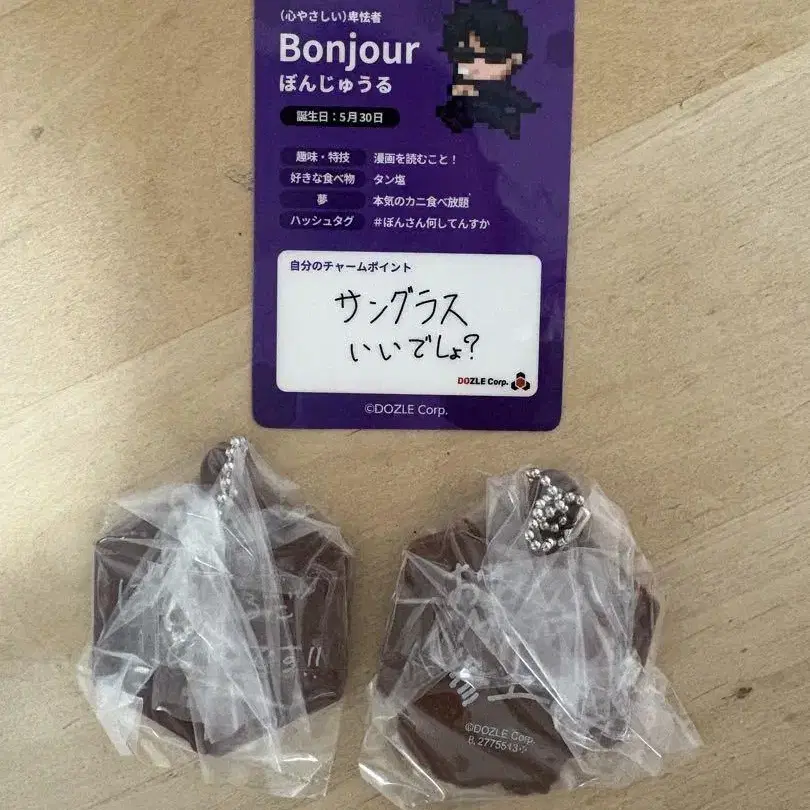 (心やさしい)卑怯者
Bonjour
ぼんじゅうる
誕生日:5月30日
趣味・特技 漫画を読むこと!
好きな食べ物 タン塩
夢 本気のカニ食べ放題
ハッシュタグ #ぼんさん何してんすか
自分のチャームポイント
サングラス
いいでしょ?
DOZLE Corp.
©DOZLE Corp.
す!!
©DOZLE Corp.